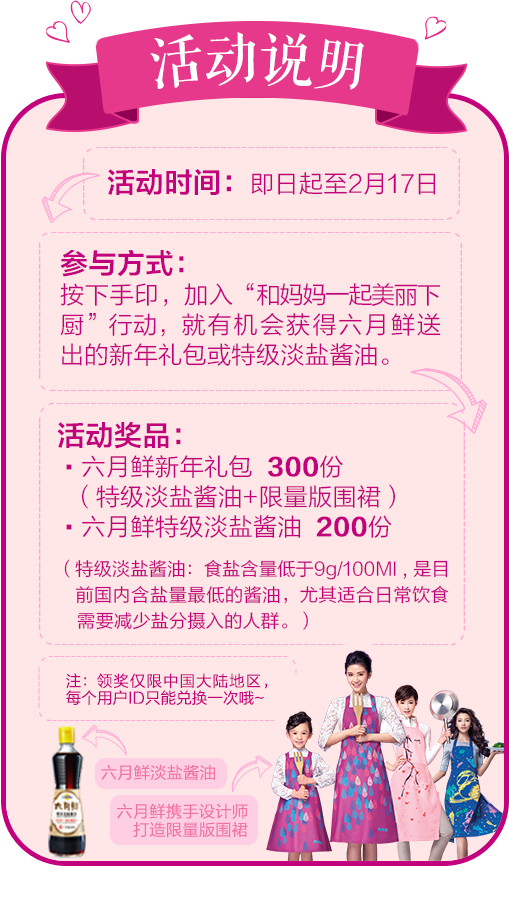 活动说明
活动时间：即日起至2月17日
参与方式：
按下手印，加入“和妈妈一起美丽下
厨”行动，就有机会获得六月鲜送
出的新年礼包或特级淡盐酱油。
活动奖品：
▪六月鲜新年礼包 300份
（特级淡盐酱油+限量版围裙）
▪六月鲜特级淡盐酱油 200份
（特级淡盐酱油：食盐含量低于9g/100Ml，是目
前国内含盐量最低的酱油，尤其适合日常饮食
需要减少盐分摄入的人群。）
注：领奖仅限中国大陆地区，
每个用户ID只能兑换一次哦~
六月鲜淡盐酱油
六月鲜携手设计师
打造限量版围裙
六月鲜